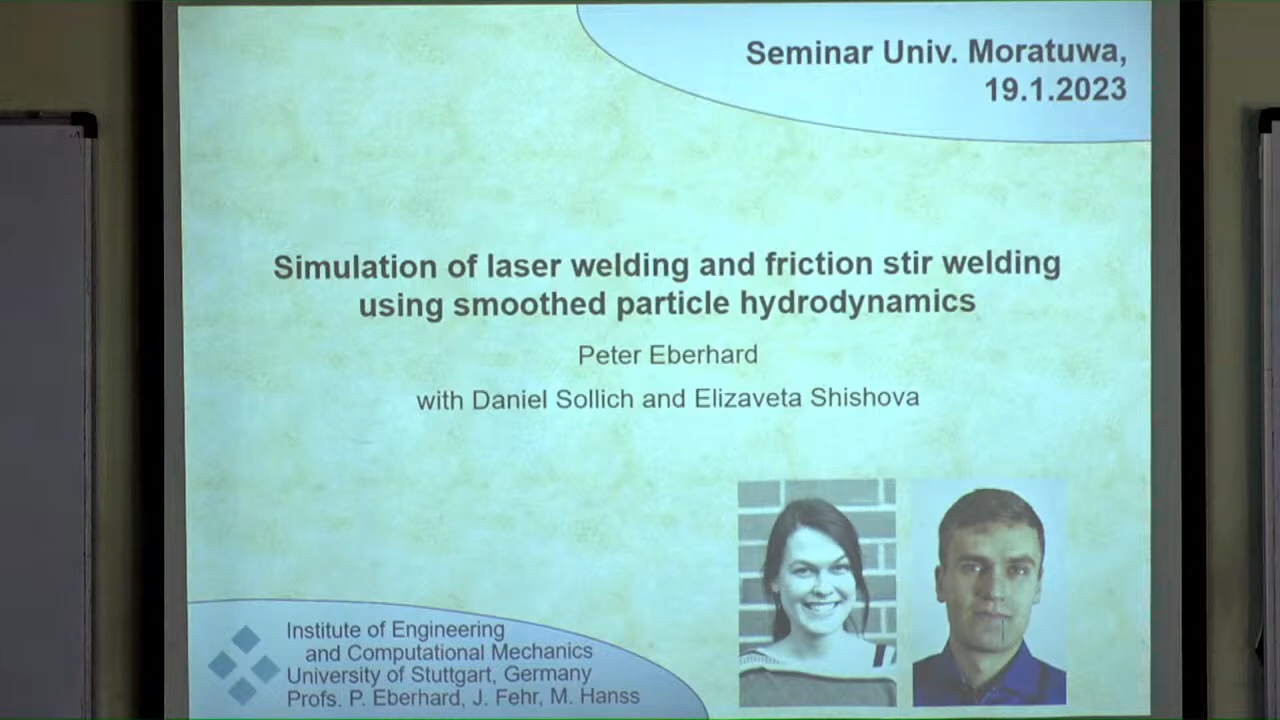 Seminar Univ. Moratuwa,
19.1.2023
Simulation of laser welding and friction stir welding
using smoothed particle hydrodynamics
Peter Eberhard
with Daniel Sollich and Elizaveta Shishova
Institute of Engineering
and Computational Mechanics
University of Stuttgart, Germany
Profs. P. Eberhard, J. Fehr, M. Hanss